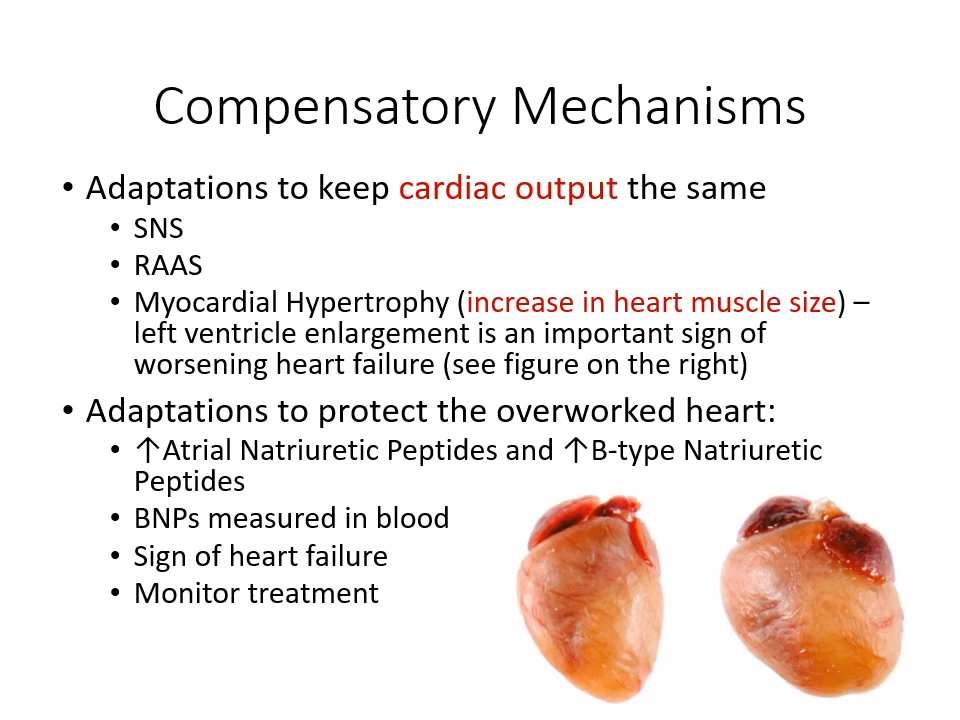 Compensatory Mechanisms
• Adaptations to keep cardiac output the same
• SNS
• RAAS
• Myocardial Hypertrophy (increase in heart muscle size) –
left ventricle enlargement is an important sign of
worsening heart failure (see figure on the right)
• Adaptations to protect the overworked heart:
• ↑Atrial Natriuretic Peptides and ↑B-type Natriuretic
Peptides
• BNPs measured in blood
• Sign of heart failure
• Monitor treatment